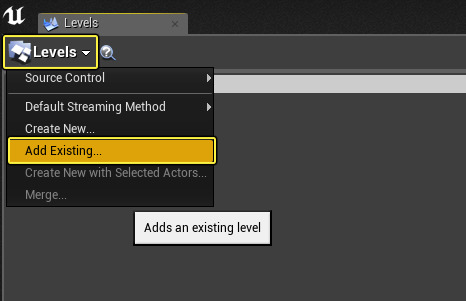 Levels
Levels
Source Control
Default Streaming Method
Create New...
Add Existing...
Create New with Selected Actors...
Merge...
Adds an existing level